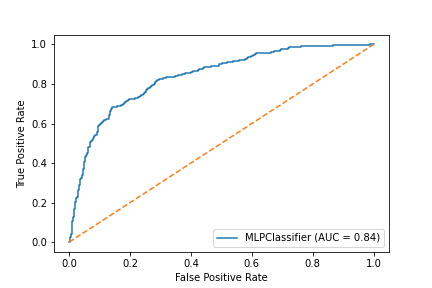 1.0
0.8
0.6
0.4
0.2
0.0
True Positive Rate
MLPClassifier (AUC = 0.84)
0.0 0.2 0.4 0.6 0.8 1.0
False Positive Rate